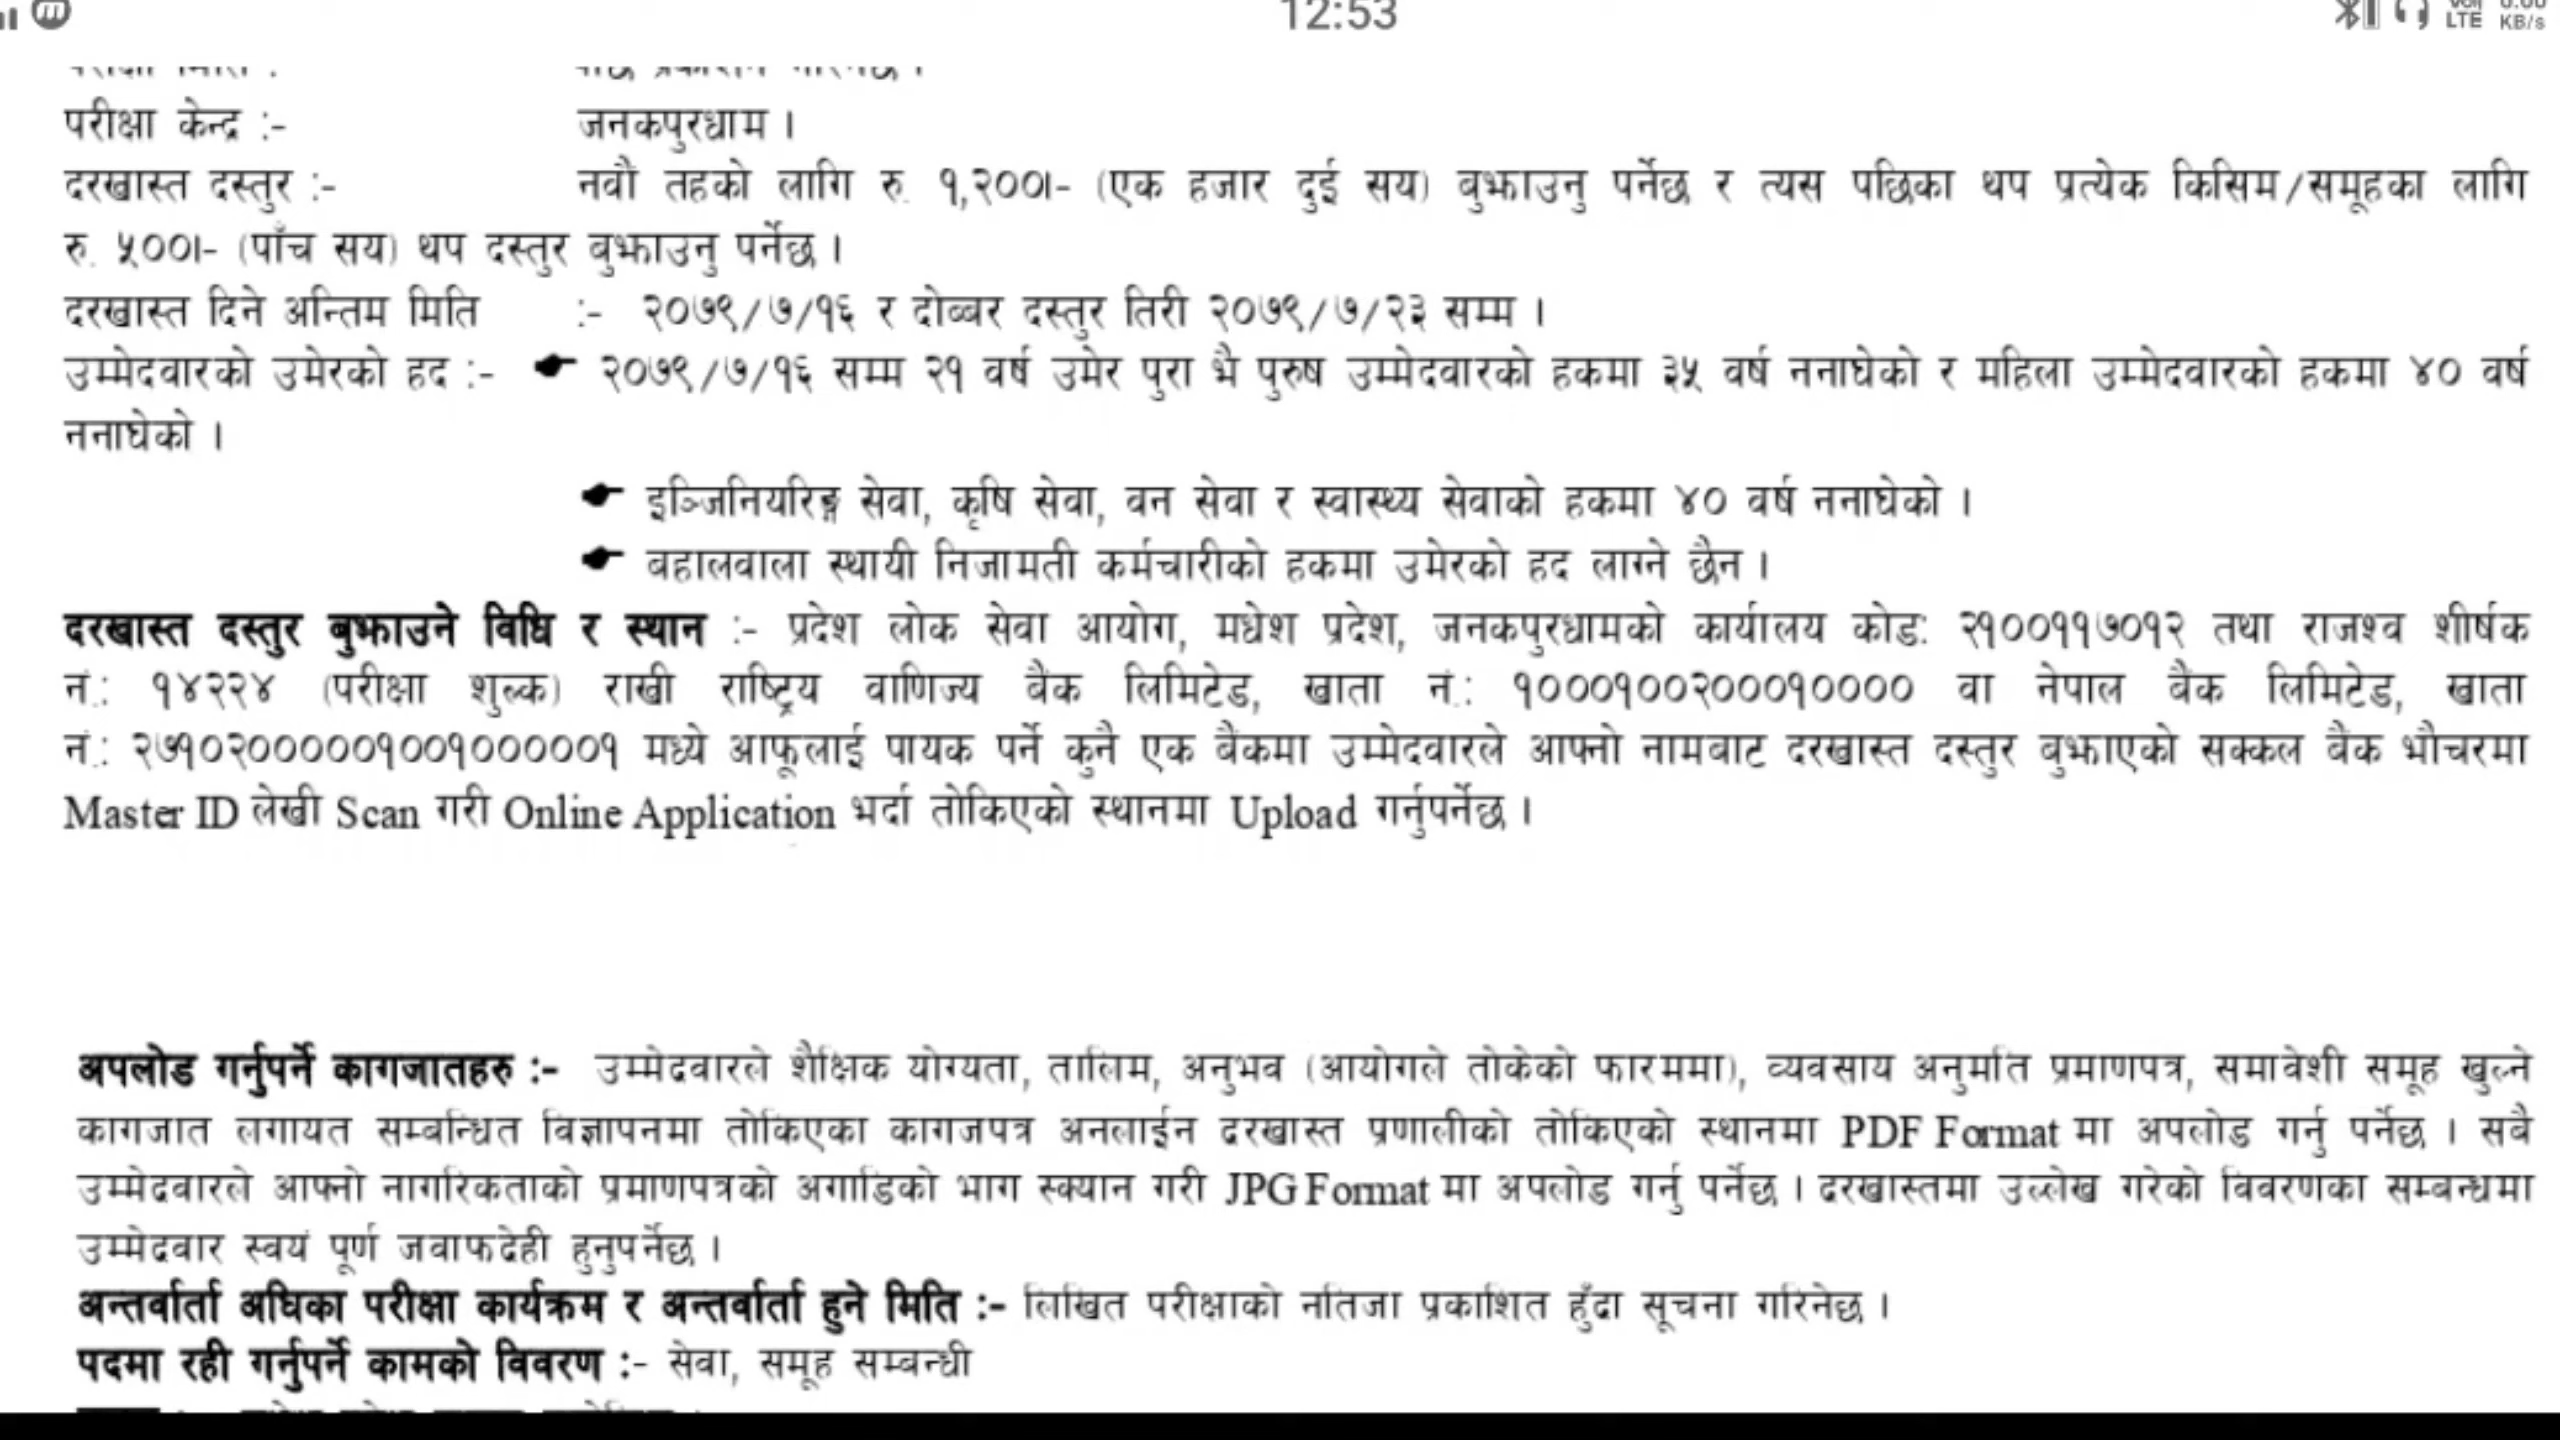 12:53
LTE KB/s
परीक्षा केन्द्र :- जनकपुरधाम ।
दरखास्त दस्तुर :- नवौं तहको लागि रु. १,२००।- (एक हजार दुई सय) बुझाउनु पर्नेछ र त्यस पछिका थप प्रत्येक किसिम/समूहका लागि
रु. ५००।- (पाँच सय) थप दस्तुर बुझाउनु पर्नेछ ।
दरखास्त दिने अन्तिम मिति :- २०७९/७/१६ र दोब्बर दस्तुर तिरी २०७९/७/२३ सम्म ।
उम्मेदवारको उमेरको हद :- २०७९/७/१६ सम्म २१ वर्ष उमेर पुरा भै पुरुष उम्मेदवारको हकमा ३५ वर्ष ननाघेको र महिला उम्मेदवारको हकमा ४० वर्ष
ननाघेको ।
इञ्जिनियरिङ्ग सेवा, कृषि सेवा, वन सेवा र स्वास्थ्य सेवाको हकमा ४० वर्ष ननाघेको ।
बहालवाला स्थायी निजामती कर्मचारीको हकमा उमेरको हद लाग्ने छैन ।
दरखास्त दस्तुर बुझाउने विधि र स्थान :- प्रदेश लोक सेवा आयोग, मधेश प्रदेश, जनकपुरधामको कार्यालय कोड: २१००११७०१२ तथा राजश्व शीर्षक
नं.: १४२२४ (परीक्षा शुल्क) राखी राष्ट्रिय वाणिज्य बैंक लिमिटेड, खाता नं.: १०००१००२०००१०००० वा नेपाल बैंक लिमिटेड, खाता
नं.: २७१०२०००००१००१०००००१ मध्ये आफूलाई पायक पर्ने कुनै एक बैंकमा उम्मेदवारले आफ्नो नामबाट दरखास्त दस्तुर बुझाएको सक्कल बैंक भौचरमा
Master ID लेखी Scan गरी Online Application भर्दा तोकिएको स्थानमा Upload गर्नुपर्नेछ ।
अपलोड गर्नुपर्ने कागजातहरु :- उम्मेदवारले शैक्षिक योग्यता, तालिम, अनुभव (आयोगले तोकेको फारममा), व्यवसाय अनुमति प्रमाणपत्र, समावेशी समूह खुल्ने
कागजात लगायत सम्बन्धित विज्ञापनमा तोकिएका कागजपत्र अनलाईन दरखास्त प्रणालीको तोकिएको स्थानमा PDF Format मा अपलोड गर्नु पर्नेछ । सबै
उम्मेदवारले आफ्नो नागरिकताको प्रमाणपत्रको अगाडिको भाग स्क्यान गरी JPG Format मा अपलोड गर्नु पर्नेछ । दरखास्तमा उल्लेख गरेको विवरणका सम्बन्धमा
उम्मेदवार स्वयं पूर्ण जवाफदेही हुनुपर्नेछ ।
अन्तर्वार्ता अघिका परीक्षा कार्यक्रम र अन्तर्वार्ता हुने मिति :- लिखित परीक्षाको नतिजा प्रकाशित हुँदा सूचना गरिनेछ ।
पदमा रही गर्नुपर्ने कामको विवरण :- सेवा, समूह सम्बन्धी